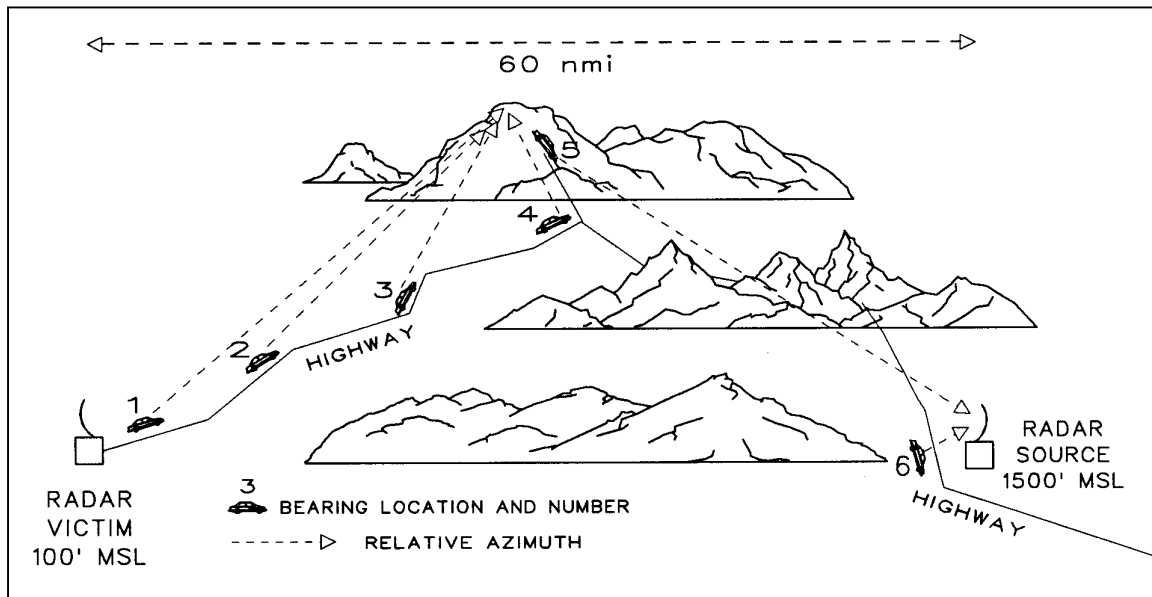 60 nmi
5
4
3
2
HIGHWAY
1
6
RADAR
SOURCE
1500' MSL
HIGHWAY
RADAR
VICTIM
100' MSL
3
BEARING LOCATION AND NUMBER
RELATIVE AZIMUTH